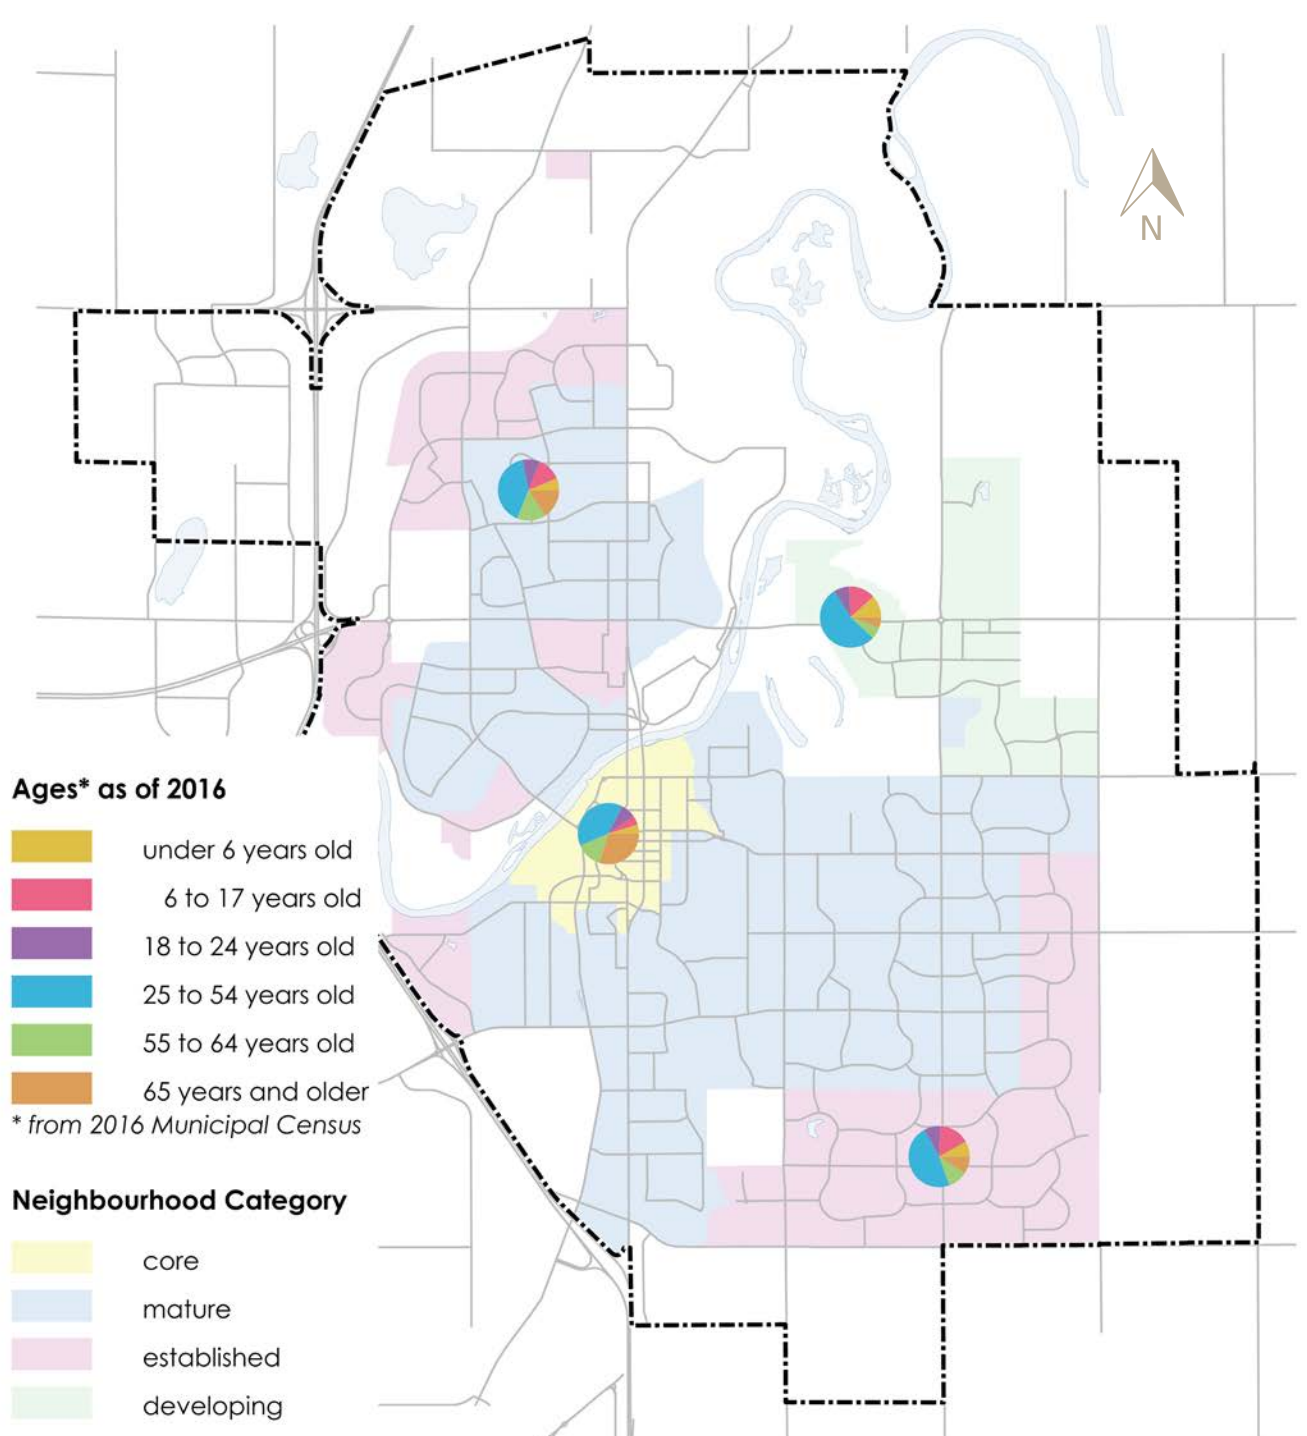 N
Ages* as of 2016
under 6 years old
6 to 17 years old
18 to 24 years old
25 to 54 years old
55 to 64 years old
65 years and older
* from 2016 Municipal Census
Neighbourhood Category
core
mature
established
developing